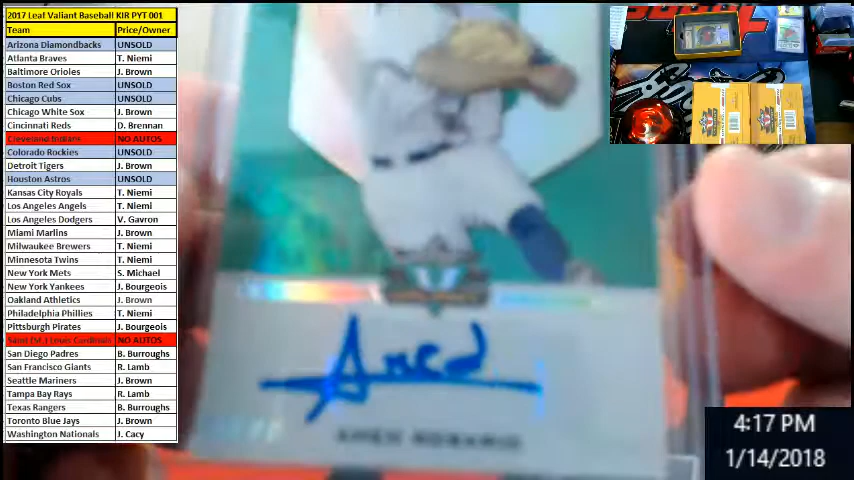 2017 Leaf Valiant Baseball KIR PYT 001
Team Price/Owner
Arizona Diamondbacks UNSOLD
Atlanta Braves T. Niemi
Baltimore Orioles J. Brown
Boston Red Sox UNSOLD
Chicago Cubs UNSOLD
Chicago White Sox J. Brown
Cincinnati Reds D. Brennan
Cleveland Indians NO AUTOS
Colorado Rockies UNSOLD
Detroit Tigers J. Brown
Houston Astros UNSOLD
Kansas City Royals T. Niemi
Los Angeles Angels T. Niemi
Los Angeles Dodgers V. Gavron
Miami Marlins J. Brown
Milwaukee Brewers T. Niemi
Minnesota Twins T. Niemi
New York Mets S. Michael
New York Yankees J. Bourgeois
Oakland Athletics J. Brown
Philadelphia Phillies T. Niemi
Pittsburgh Pirates J. Bourgeois
Saint (St.) Louis Cardinals NO AUTOS
San Diego Padres B. Burroughs
San Francisco Giants R. Lamb
Seattle Mariners J. Brown
Tampa Bay Rays R. Lamb
Texas Rangers B. Burroughs
Toronto Blue Jays J. Brown
Washington Nationals J. Cacy
Amed
AMED ROSARIO
4:17 PM
1/14/2018